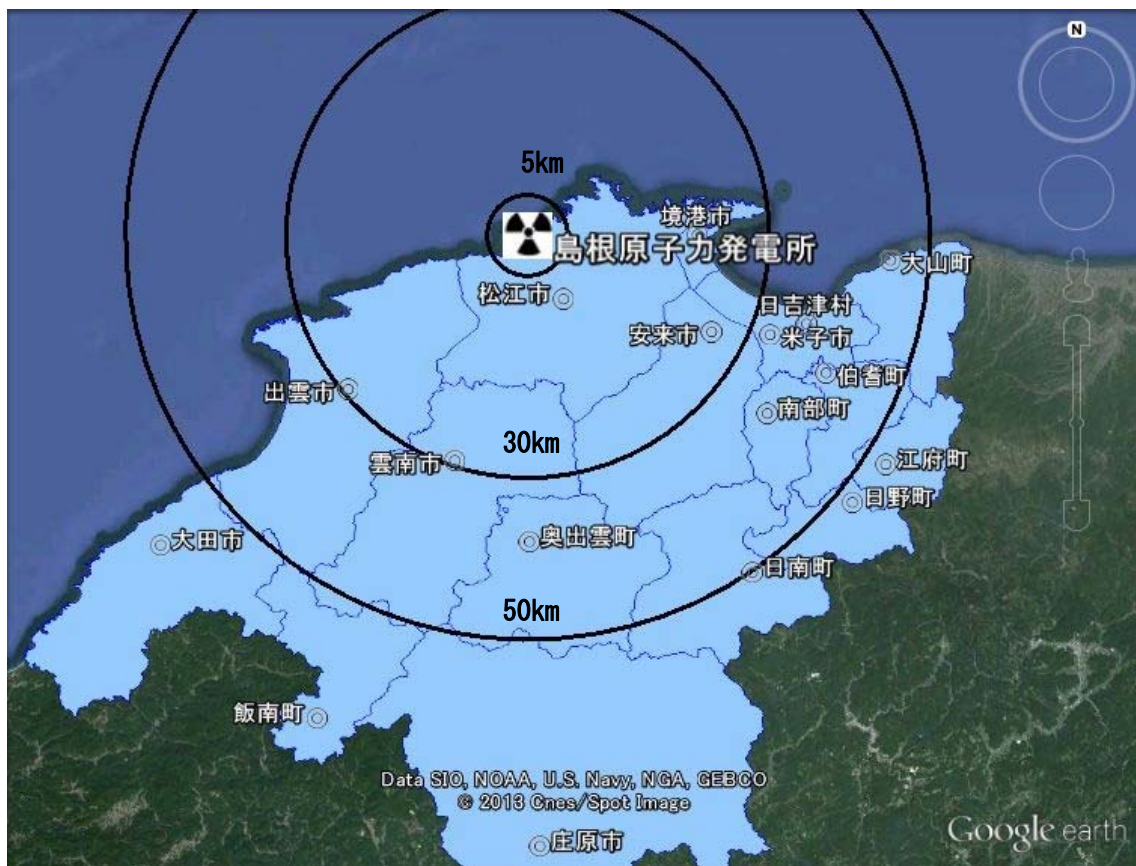 N
5km
境港市
島根原子力発電所
大山町
松江市
日吉津村
安来市
米子市
出雲市
伯耆町
南部町
30km
雲南市
江府町
日野町
大田市
奥出雲町
日南町
50km
飯南町
Data SIO, NOAA, U.S. Navy, NGA, GEBCO
© 2013 Cnes/Spot Image
Google earth
庄原市